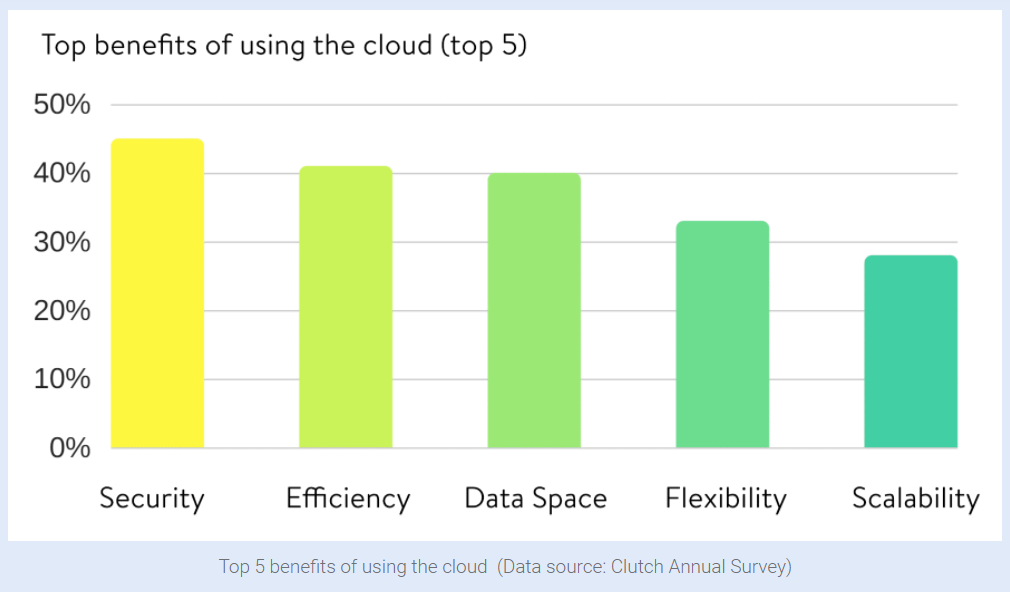 Top benefits of using the cloud (top 5)
50%
40%
30%
20%
10%
0%
Security Efficiency Data Space Flexibility Scalability
Top 5 benefits of using the cloud (Data source: Clutch Annual Survey)